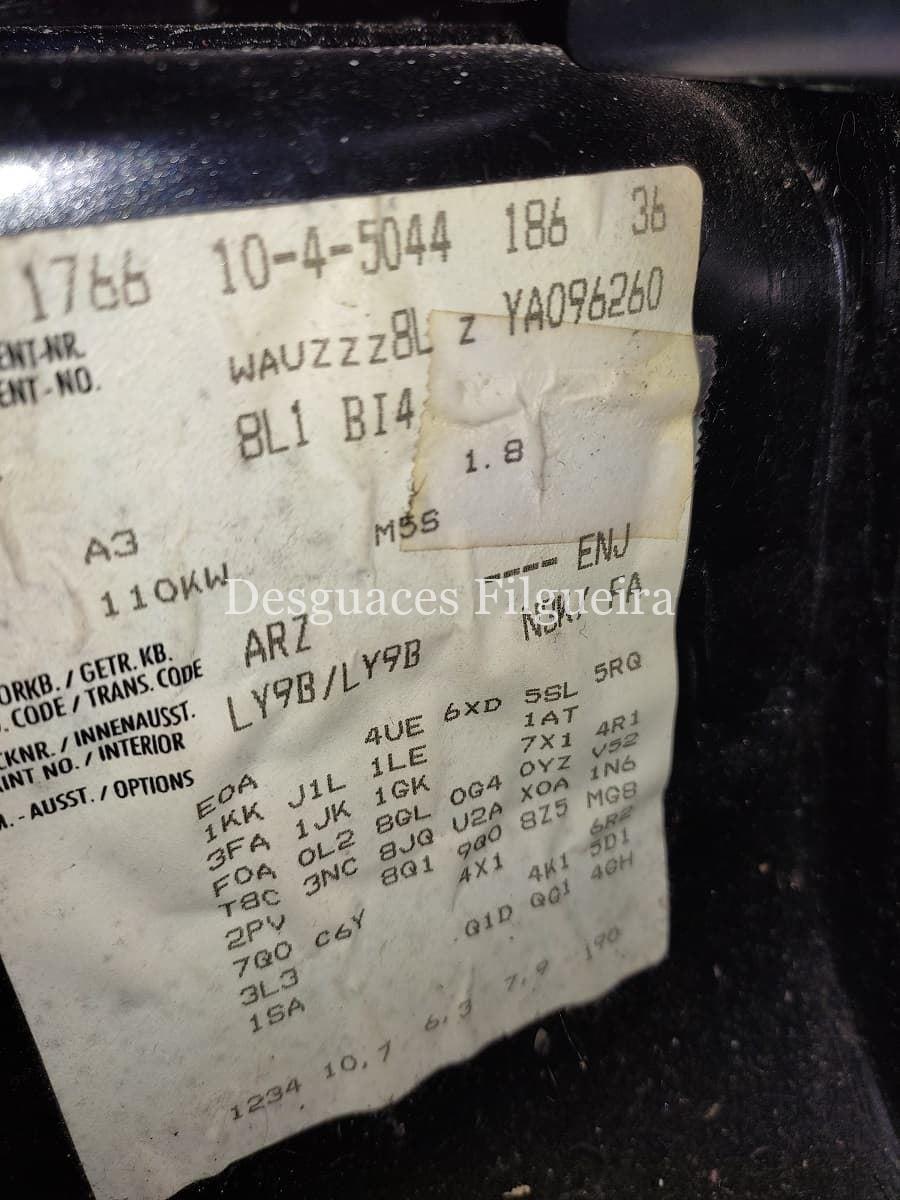 1766 10-4-5044 186 36
ENT-NR.
ENT-NO.
WAUZZZ8L Z YA096260
8L1 BI4
1.8
A3 M5S
110KW ---- ENJ
ORKB. / GETR. KB. ARZ
. CODE / TRANS. CODE
CKNR. / INNENAUSST. LY9B/LY9B FA
INT NO. / INTERIOR
. - AUSST. / OPTIONS
E0A 4UE 6XD 5SL 5RQ
1KK J1L 1LE 1AT
3FA 1JK 1GK 7X1 4R1
F0A 0L2 8GL 0G4 0YZ V52
T8C 3NC 8JQ U2A X0A 1N6
2PV 8Q1 9Q0 8Z5 MG8
7Q0 C6Y 4X1 6R2
3L3 4K1 5D1
1SA Q1D QG1 4GH
1234 10,7 6,3 7,9 190
Desguaces Filgueira